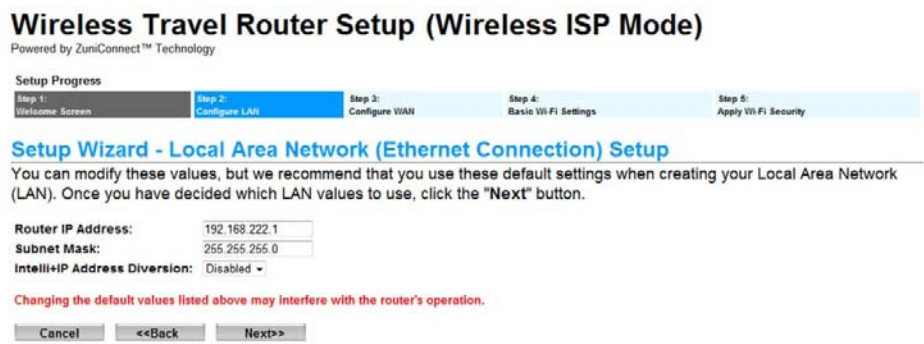 Wireless Travel Router Setup (Wireless ISP Mode)
Powered by ZuniConnect™ Technology
Setup Progress
Step 1: Step 2: Step 3: Step 4: Step 5:
Welcome Screen Configure LAN Configure WAN Basic Wi-Fi Settings Apply Wi-Fi Security
Setup Wizard - Local Area Network (Ethernet Connection) Setup
You can modify these values, but we recommend that you use these default settings when creating your Local Area Network
(LAN). Once you have decided which LAN values to use, click the "Next" button.
Router IP Address: 192.168.222.1
Subnet Mask: 255.255.255.0
Intelli+IP Address Diversion: Disabled
Changing the default values listed above may interfere with the router's operation.
Cancel <<Back Next>>